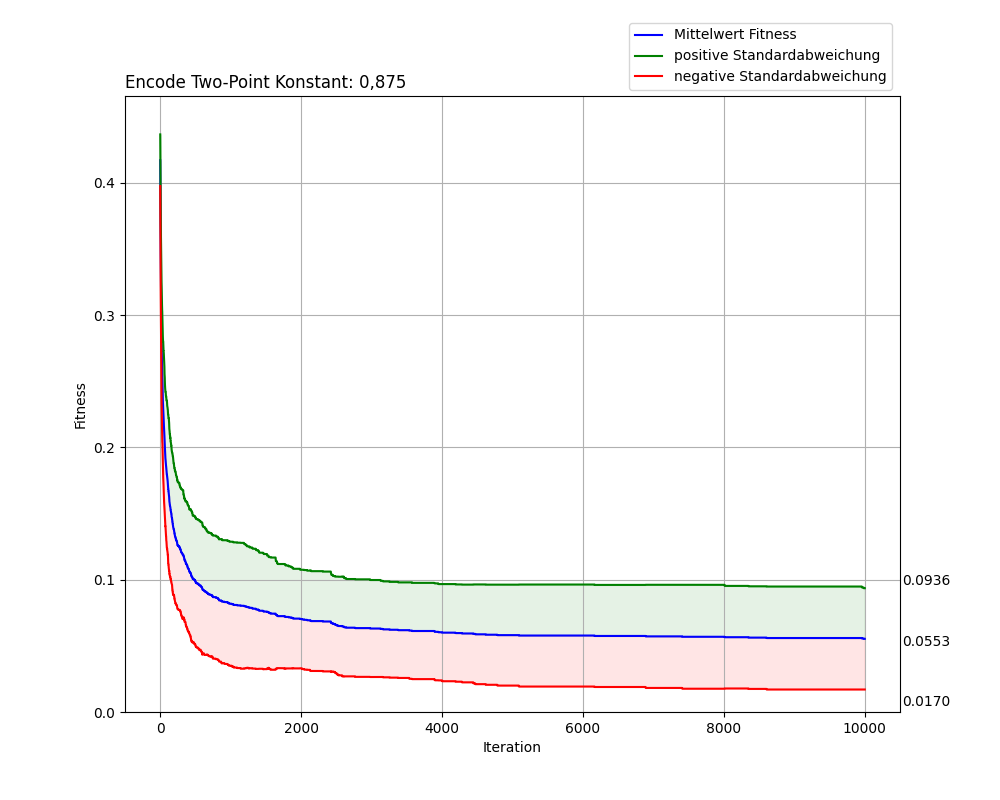 Mittelwert Fitness
positive Standardabweichung
negative Standardabweichung
Encode Two-Point Konstant: 0,875
0.4
0.3
0.2
0.1
0.0
Fitness
0.0936
0.0553
0.0170
0 2000 4000 6000 8000 10000
Iteration